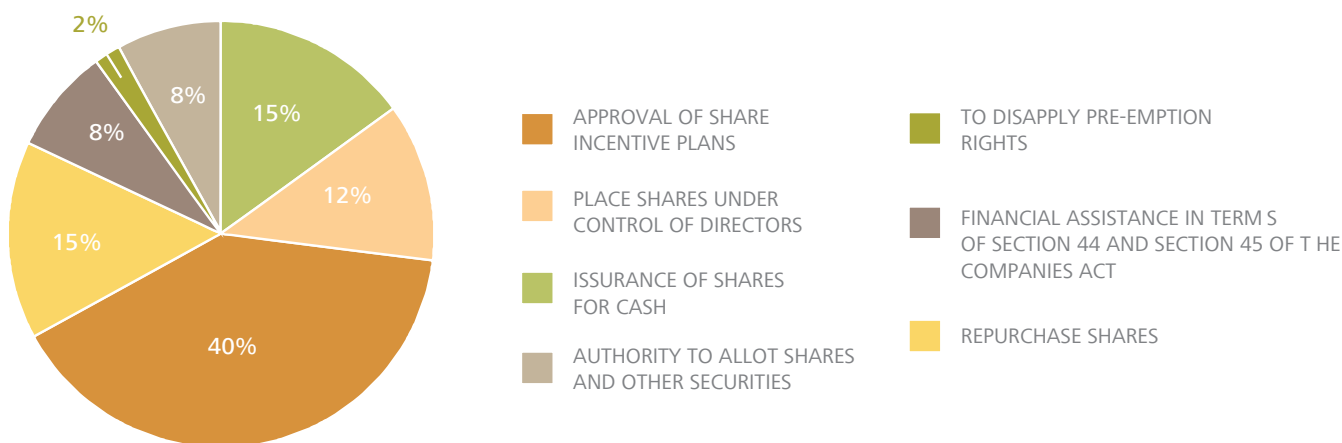 2%
8%
15%
8%
12%
15%
40%
APPROVAL OF SHARE
INCENTIVE PLANS
PLACE SHARES UNDER
CONTROL OF DIRECTORS
ISSURANCE OF SHARES
FOR CASH
AUTHORITY TO ALLOT SHARES
AND OTHER SECURITIES
TO DISAPPLY PRE-EMPTION
RIGHTS
FINANCIAL ASSISTANCE IN TERM S
OF SECTION 44 AND SECTION 45 OF T HE
COMPANIES ACT
REPURCHASE SHARES